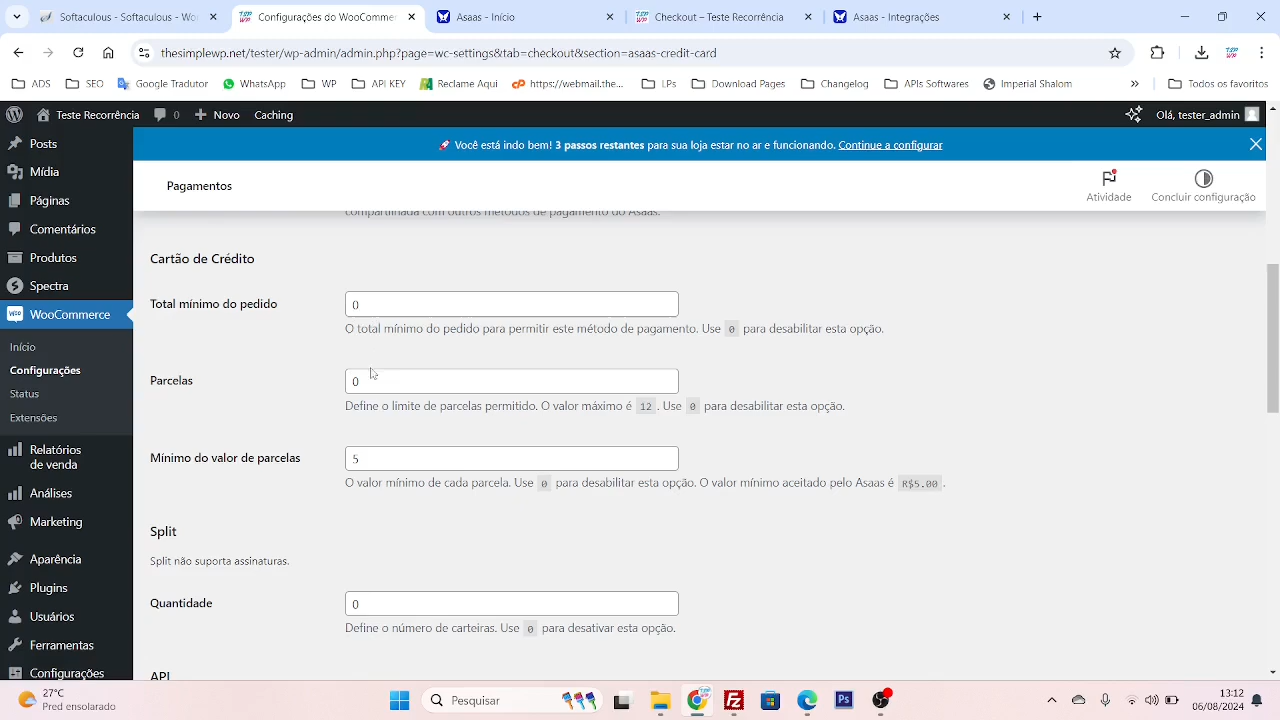 Softaculous - Softaculous - Wo
Configurações do WooCommerc
Asaas - Início
Checkout – Teste Recorrência
Asaas - Integrações
thesimplewp.net/tester/wp-admin/admin.php?page=wc-settings&tab=checkout&section=asaas-credit-card
ADS
SEO
Google Tradutor
WhatsApp
WP
API KEY
Reclame Aqui
https://webmail.the...
LPs
Download Pages
Changelog
APIs Softwares
Imperial Shalom
»
Todos os favoritos
Teste Recorrência
0
Novo
Caching
Olá, tester_admin
🚀 Você está indo bem! 3 passos restantes para sua loja estar no ar e funcionando. Continue a configurar
Pagamentos
Atividade
Concluir configuração
Posts
Mídia
Páginas
Comentários
Produtos
Spectra
WooCommerce
Início
Configurações
Status
Extensões
Relatórios
de venda
Análises
Marketing
Aparência
Plugins
Usuários
Ferramentas
Configurações
compartilhada com outros métodos de pagamento do Asaas.
Cartão de Crédito
Total mínimo do pedido
0
O total mínimo do pedido para permitir este método de pagamento. Use 0 para desabilitar esta opção.
Parcelas
0
Define o limite de parcelas permitido. O valor máximo é 12. Use 0 para desabilitar esta opção.
Mínimo do valor de parcelas
5
O valor mínimo de cada parcela. Use 0 para desabilitar esta opção. O valor mínimo aceitado pelo Asaas é R$5.00.
Split
Split não suporta assinaturas.
Quantidade
0
Define o número de carteiras. Use 0 para desativar esta opção.
API
27°C
Pred ensolarado
Pesquisar
13:12
06/08/2024